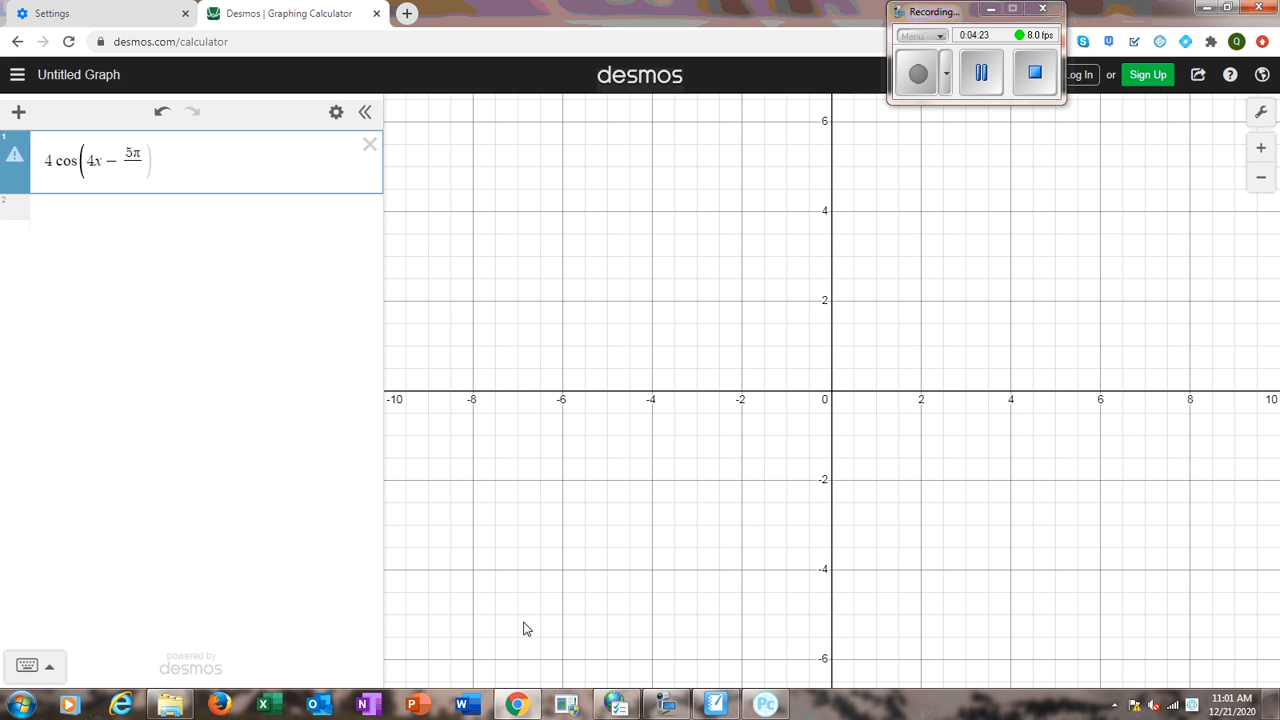 Settings
Desmos | Graphing Calculator
Recording...
Menu
0:04:23
8.0 fps
desmos.com/calculator
Untitled Graph
desmos
Log In
or
Sign Up
1
4 cos(4x − 5π/ )
2
6
4
2
-10 -8 -6 -4 -2 0 2 4 6 8 10
-2
-4
-6
powered by
desmos
11:01 AM
12/21/2020